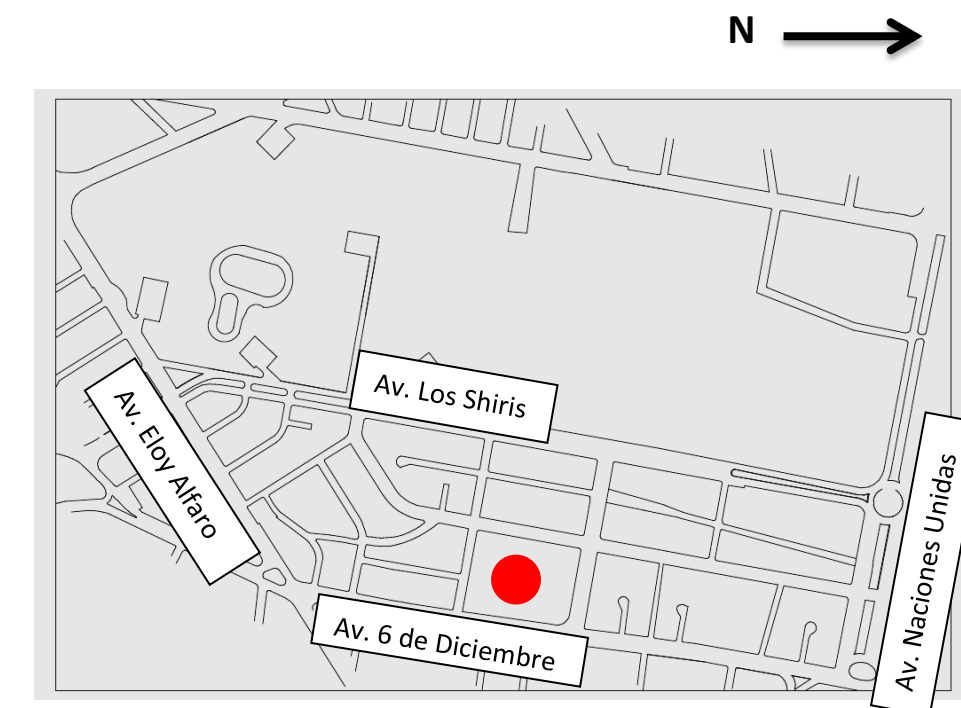 N
Av. Los Shiris
Av. Eloy Alfaro
Av. Naciones Unidas
Av. 6 de Diciembre